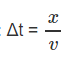 Δt = x/v